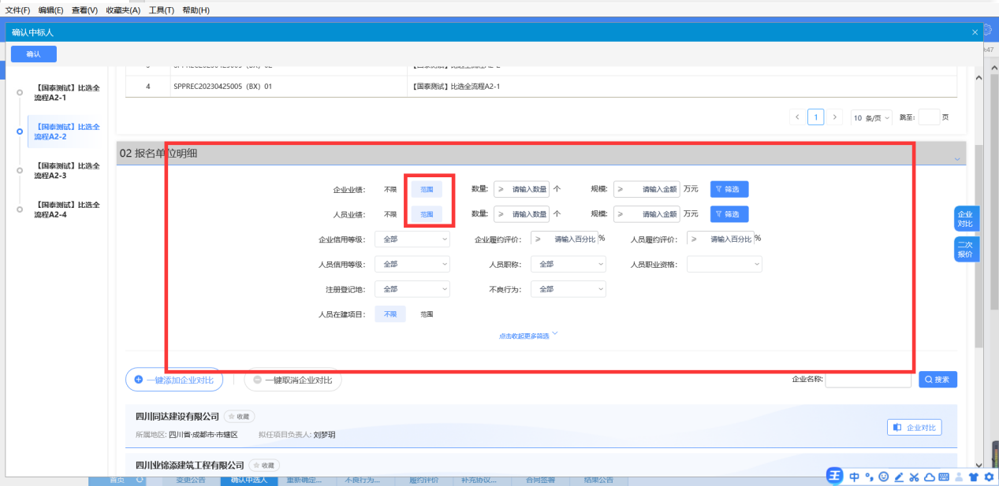 文件(F) 编辑(E) 查看(V) 收藏夹(A) 工具(T) 帮助(H)
确认中标人
确认
:47
【国泰测试】比选全
流程A2-1
【国泰测试】比选全
流程A2-2
【国泰测试】比选全
流程A2-3
【国泰测试】比选全
流程A2-4
4 SPPREC20230425005 (BX) 01 【国泰测试】比选全流程A2-1
< 1 > 10 条/页 跳至: 页
02 报名单位明细
企业业绩: 不限 范围 数量: ≥ 请输入数量 个 规模: ≥ 请输入金额 万元 筛选
人员业绩: 不限 范围 数量: ≥ 请输入数量 个 规模: ≥ 请输入金额 万元 筛选
企业信用等级: 全部 企业履约评价: ≥ 请输入百分比 % 人员履约评价: ≥ 请输入百分比 %
人员信用等级: 全部 人员职称: 全部 人员职业资格:
注册登记地: 全部 不良行为: 全部
人员在建项目: 不限 范围
点击收起更多筛选
企业
对比
二次
报价
一键添加企业对比 一键取消企业对比 企业名称: 搜索
四川同达建设有限公司 收藏
所属地区: 四川省·成都市·市辖区 拟任项目负责人: 刘梦玥
企业对比
四川业锦添建筑工程有限公司 收藏
首页 变更公告 确认中选人 重新确定... 不良行为... 履约评价 补充协议... 合同签署 结果公告
王 中